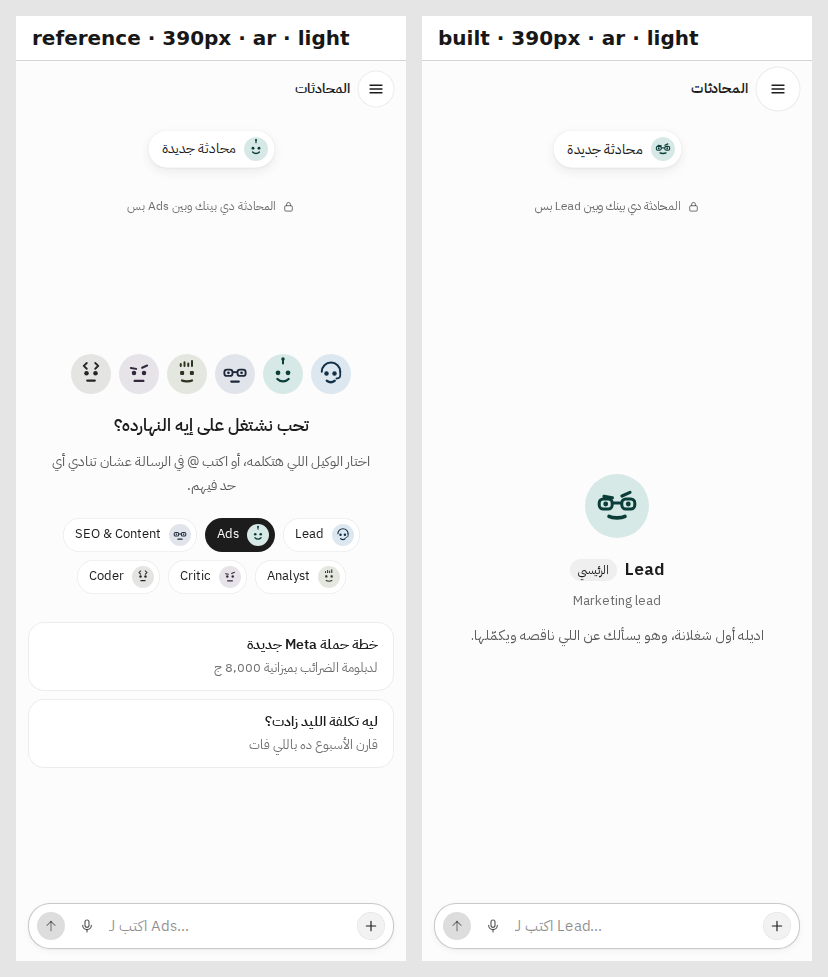 reference · 390px · ar · light
المحادثات
محادثة جديدة
المحادثة دي بينك وبين Ads بس
تحب نشتغل على إيه النهارده؟
اختار الوكيل اللي هتكلمه، أو اكتب @ في الرسالة عشان تنادي أي
حد فيهم.
Lead
Ads
SEO & Content
Analyst
Critic
Coder
خطة حملة Meta جديدة
لدبلومة الضرائب بميزانية 8,000 ج
ليه تكلفة الليد زادت؟
قارن الأسبوع ده باللي فات
اكتب لـ Ads...
built · 390px · ar · light
المحادثات
محادثة جديدة
المحادثة دي بينك وبين Lead بس
Lead الرئيسي
Marketing lead
اديله أول شغلانة، وهو يسألك عن اللي ناقصه ويكمّلها.
اكتب لـ Lead...